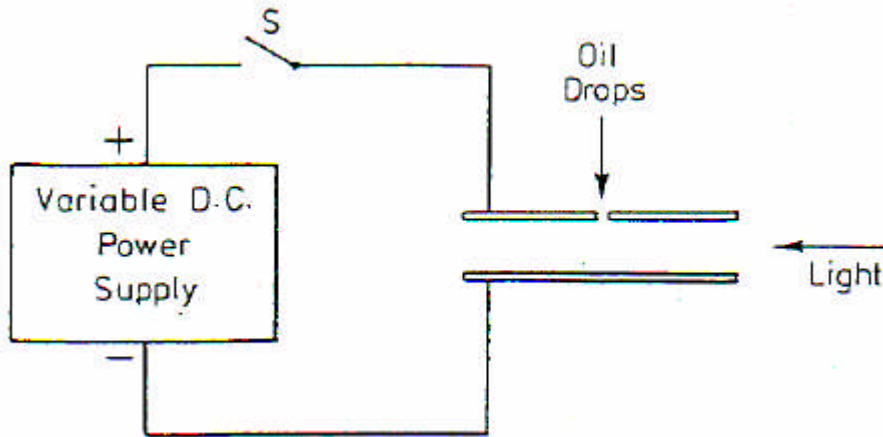 S
Oil
Drops
+
Variable D.C.
Power
Supply
Light
−